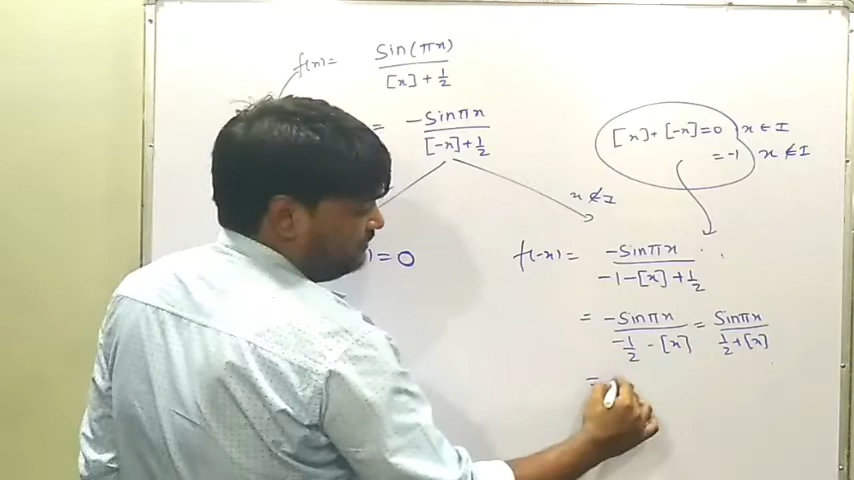 f(x) = sin(πx) / [x] + 1/2
= -sinπx / [-x] + 1/2
[x] + [-x] = 0, x ∈ I
= -1 x ∉ I
x ∉ I
) = 0
f(-x) = -sinπx / -1 - [x] + 1/2
= -sinπx / -1/2 - [x] = sinπx / 1/2 + [x]
=